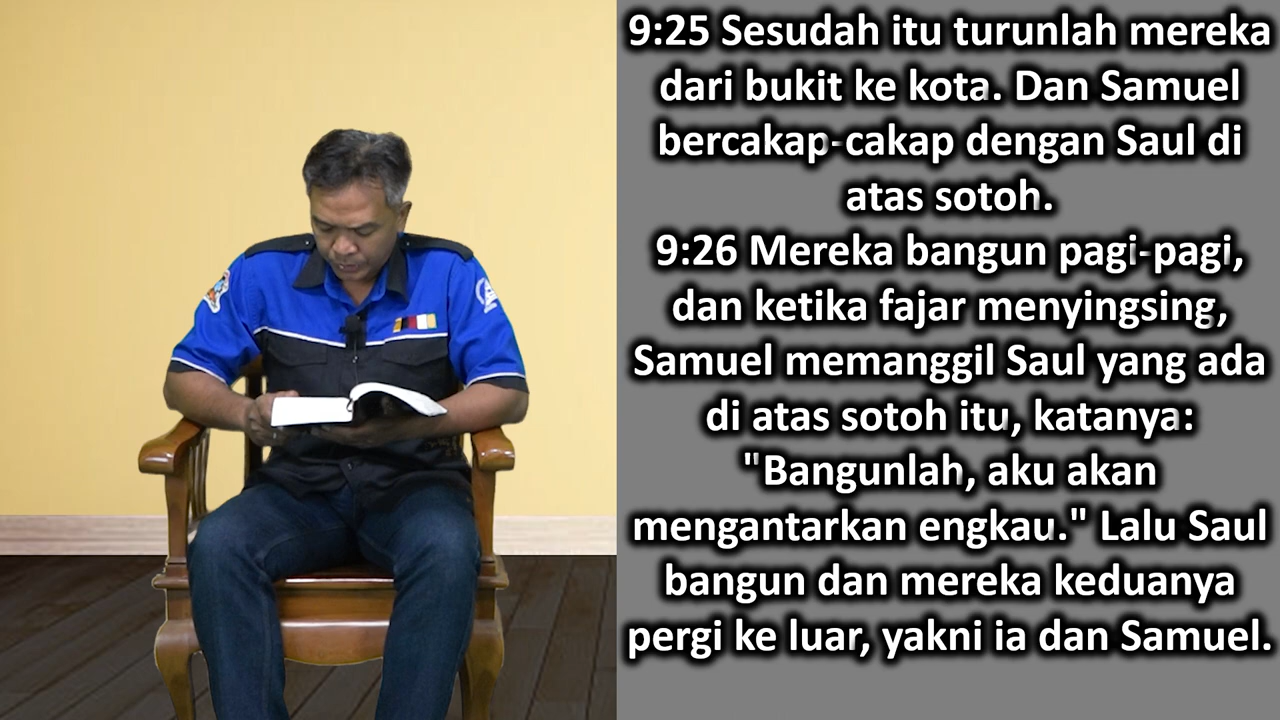 9:25 Sesudah itu turunlah mereka
dari bukit ke kota. Dan Samuel
bercakap-cakap dengan Saul di
atas sotoh.
9:26 Mereka bangun pagi-pagi,
dan ketika fajar menyingsing,
Samuel memanggil Saul yang ada
di atas sotoh itu, katanya:
"Bangunlah, aku akan
mengantarkan engkau." Lalu Saul
bangun dan mereka keduanya
pergi ke luar, yakni ia dan Samuel.